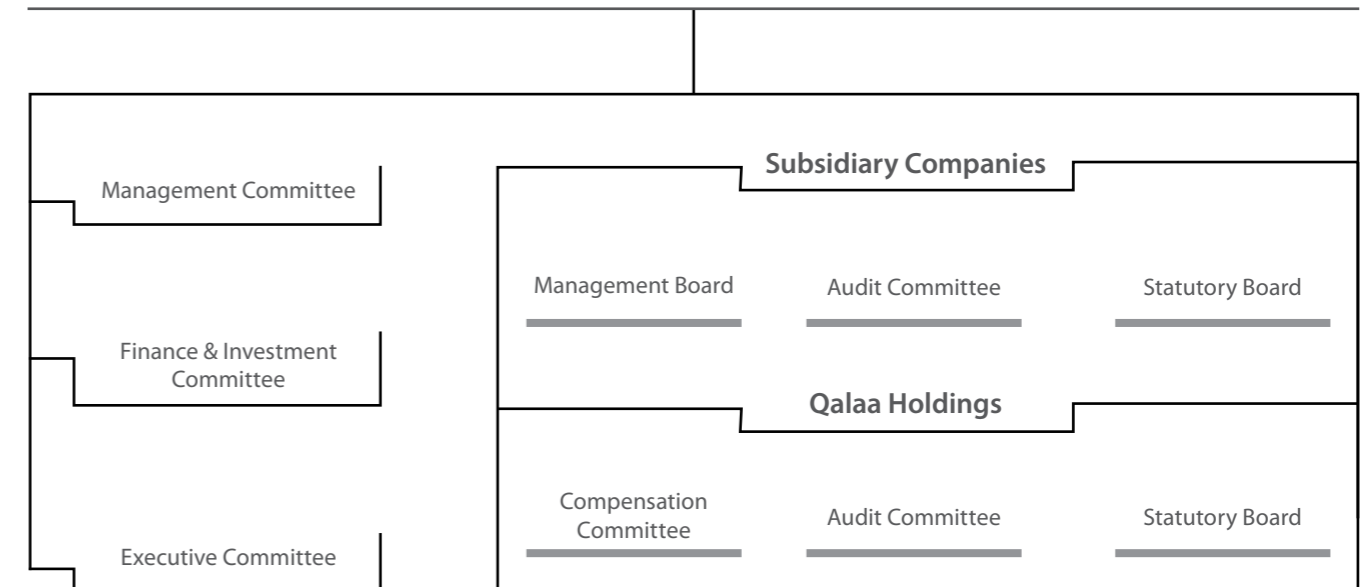 Management Committee
Finance & Investment
Committee
Executive Committee
Subsidiary Companies
Management Board
Audit Committee
Statutory Board
Qalaa Holdings
Compensation
Committee
Audit Committee
Statutory Board